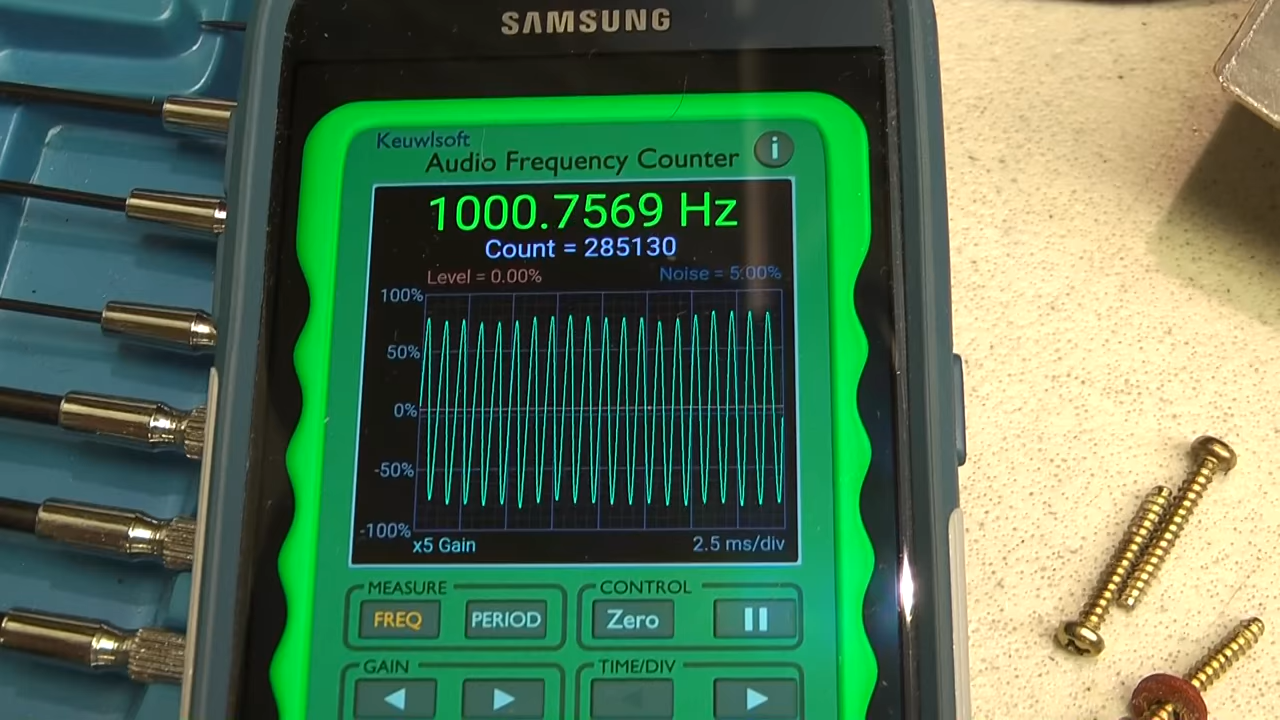 SAMSUNG
Keuwlsoft
Audio Frequency Counter
i
1000.7569 Hz
Count = 285130
Level = 0.00%
Noise = 5.00%
100%
50%
0%
-50%
-100%
x5 Gain
2.5 ms/div
MEASURE
CONTROL
FREQ
PERIOD
Zero
GAIN
TIME/DIV